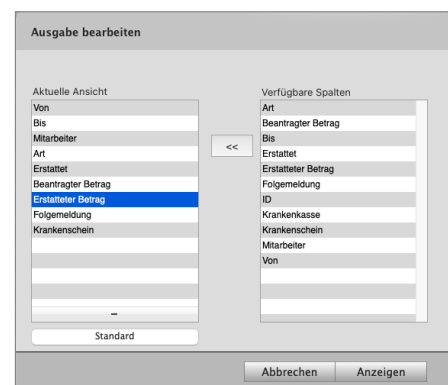 Ausgabe bearbeiten
Aktuelle Ansicht
Von
Bis
Mitarbeiter
Art
Erstattet
Beantragter Betrag
Erstatteter Betrag
Folgemeldung
Krankenschein
–
Standard
<<
Verfügbare Spalten
Art
Beantragter Betrag
Bis
Erstattet
Erstatteter Betrag
Folgemeldung
ID
Krankenkasse
Krankenschein
Mitarbeiter
Von
Abbrechen
Anzeigen